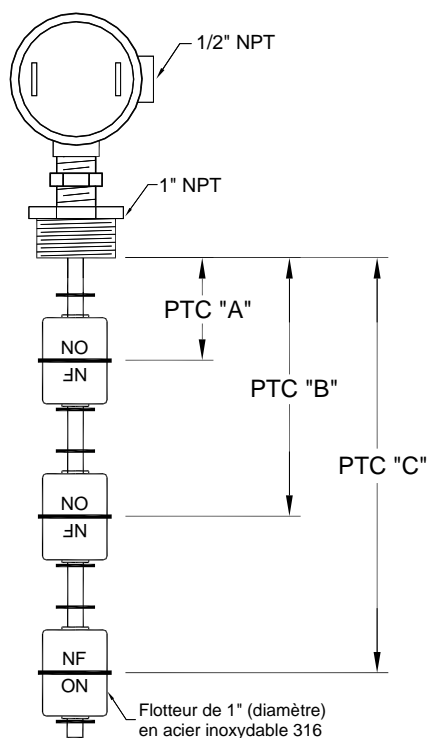 1/2" NPT
1" NPT
PTC "A"
NO
NF
PTC "B"
PTC "C"
NO
NF
NF
NO
Flotteur de 1" (diamètre)
en acier inoxydable 316